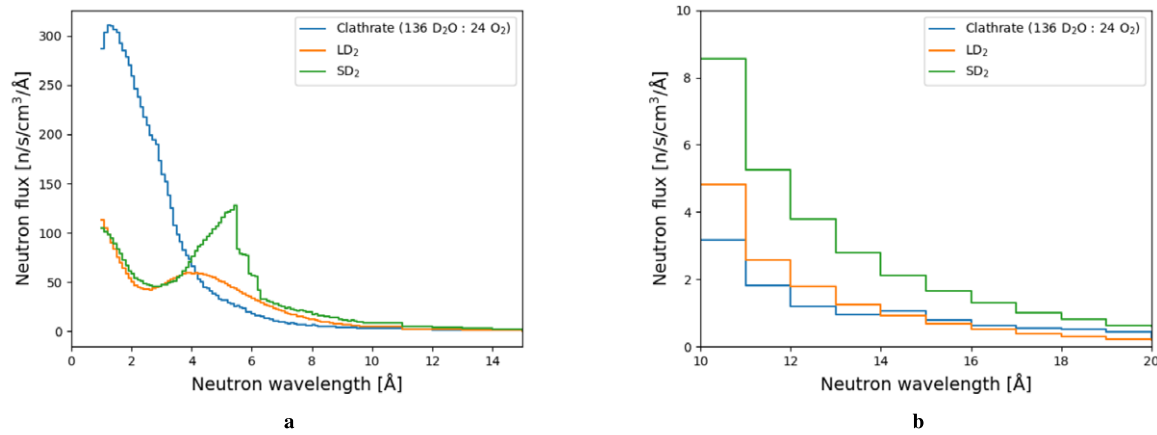 Clathrate (136 D₂O : 24 O₂)
LD₂
SD₂
Neutron flux [n/s/cm³/Å]
300
250
200
150
100
50
0
0 2 4 6 8 10 12 14
Neutron wavelength [Å]
a
Clathrate (136 D₂O : 24 O₂)
LD₂
SD₂
Neutron flux [n/s/cm³/Å]
10
8
6
4
2
0
10 12 14 16 18 20
Neutron wavelength [Å]
b